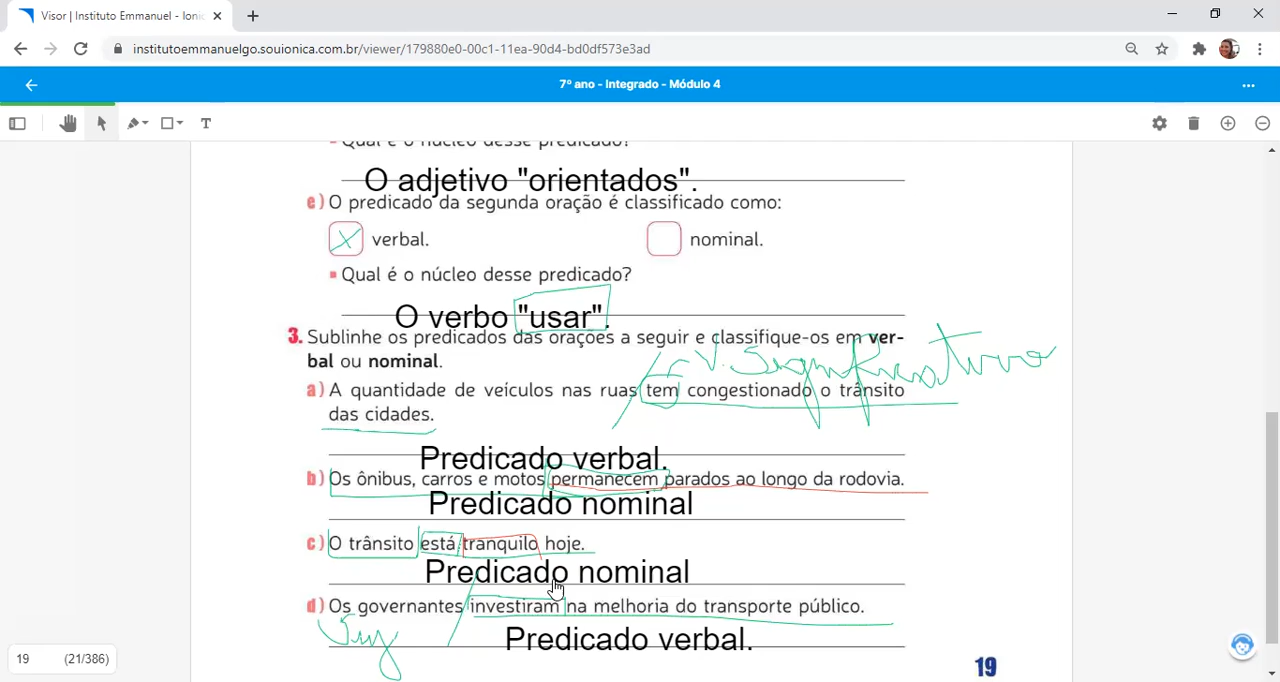 Visor | Instituto Emmanuel - Ionic
institutoemmanuelgo.souionica.com.br/viewer/179880e0-00c1-11ea-90d4-bd0df573e3ad
7º ano - Integrado - Módulo 4
Qual é o núcleo desse predicado?
O adjetivo "orientados".
e) O predicado da segunda oração é classificado como:
X verbal. nominal.
Qual é o núcleo desse predicado?
O verbo "usar".
3. Sublinhe os predicados das orações a seguir e classifique-os em ver-
bal ou nominal.
V. significativo
a) A quantidade de veículos nas ruas tem congestionado o trânsito
das cidades.
Predicado verbal.
b) Os ônibus, carros e motos permanecem parados ao longo da rodovia.
Predicado nominal
c) O trânsito está tranquilo hoje.
Predicado nominal
d) Os governantes investiram na melhoria do transporte público.
Suj
Predicado verbal.
19 (21/386)
19